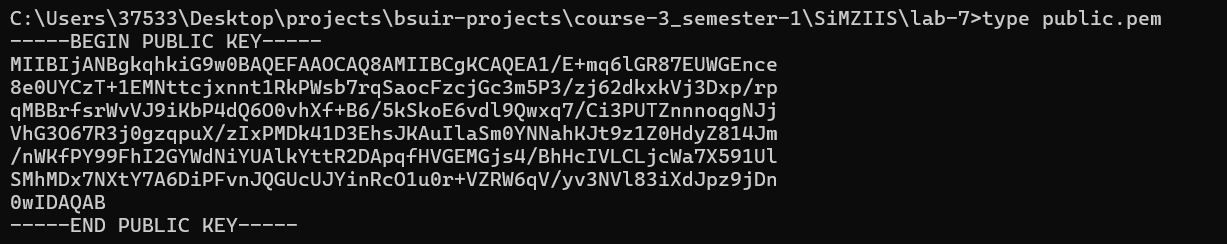 C:\Users\37533\Desktop\projects\bsuir-projects\course-3_semester-1\SiMZIIS\lab-7>type public.pem
-----BEGIN PUBLIC KEY-----
MIIBIjANBgkqhkiG9w0BAQEFAAOCAQ8AMIIBCgKCAQEA1/E+mq6lGR87EUWGEnce
8e0UYCzT+1EMNttcjxnnt1RkPWsb7rqSaocFzcjGc3m5P3/zj62dkxkVj3Dxp/rp
qMBBrfsrWvVJ9iKbP4dQ6O0vhXf+B6/5kSkoE6vdl9Qwxq7/Ci3PUTZnnnoqgNJj
VhG3O67R3j0gzqpuX/zIxPMDk41D3EhsJKAuIlaSm0YNNahKJt9z1Z0HdyZ814Jm
/nWKfPY99FhI2GYWdNiYUAlkYttR2DApqfHVGEMGjs4/BhHcIVLCLjcWa7X591Ul
SMhMDx7NXtY7A6DiPFvnJQGUcUJYinRcO1u0r+VZRW6qV/yv3NVl83iXdJpz9jDn
0wIDAQAB
-----END PUBLIC KEY-----